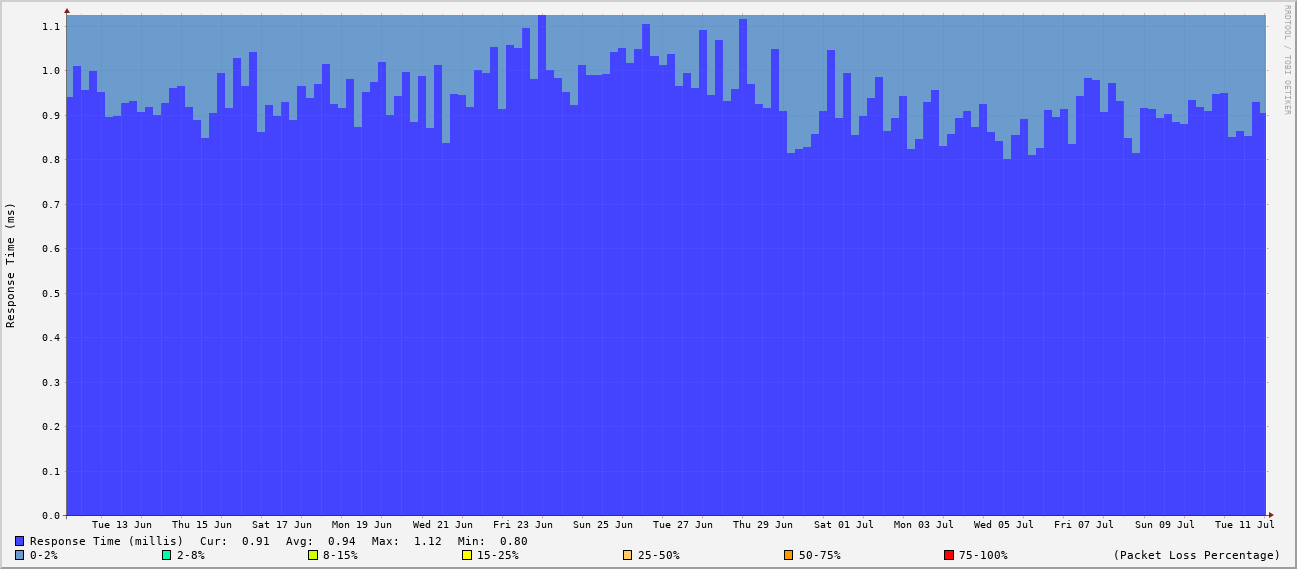 RRDTOOL / TOBI OETIKER
Response Time (ms)
1.1
1.0
0.9
0.8
0.7
0.6
0.5
0.4
0.3
0.2
0.1
0.0
Tue 13 Jun Thu 15 Jun Sat 17 Jun Mon 19 Jun Wed 21 Jun Fri 23 Jun Sun 25 Jun Tue 27 Jun Thu 29 Jun Sat 01 Jul Mon 03 Jul Wed 05 Jul Fri 07 Jul Sun 09 Jul Tue 11 Jul
Response Time (millis) Cur: 0.91 Avg: 0.94 Max: 1.12 Min: 0.80
0-2% 2-8% 8-15% 15-25% 25-50% 50-75% 75-100% (Packet Loss Percentage)